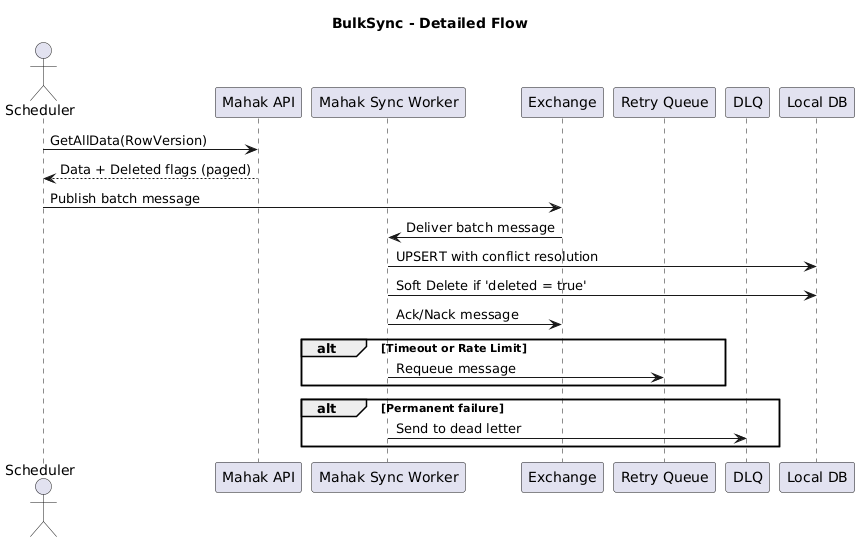 BulkSync - Detailed Flow
Scheduler
Mahak API
Mahak Sync Worker
Exchange
Retry Queue
DLQ
Local DB
GetAllData(RowVersion)
Data + Deleted flags (paged)
Publish batch message
Deliver batch message
UPSERT with conflict resolution
Soft Delete if 'deleted = true'
Ack/Nack message
alt [Timeout or Rate Limit]
Requeue message
alt [Permanent failure]
Send to dead letter
Scheduler
Mahak API
Mahak Sync Worker
Exchange
Retry Queue
DLQ
Local DB